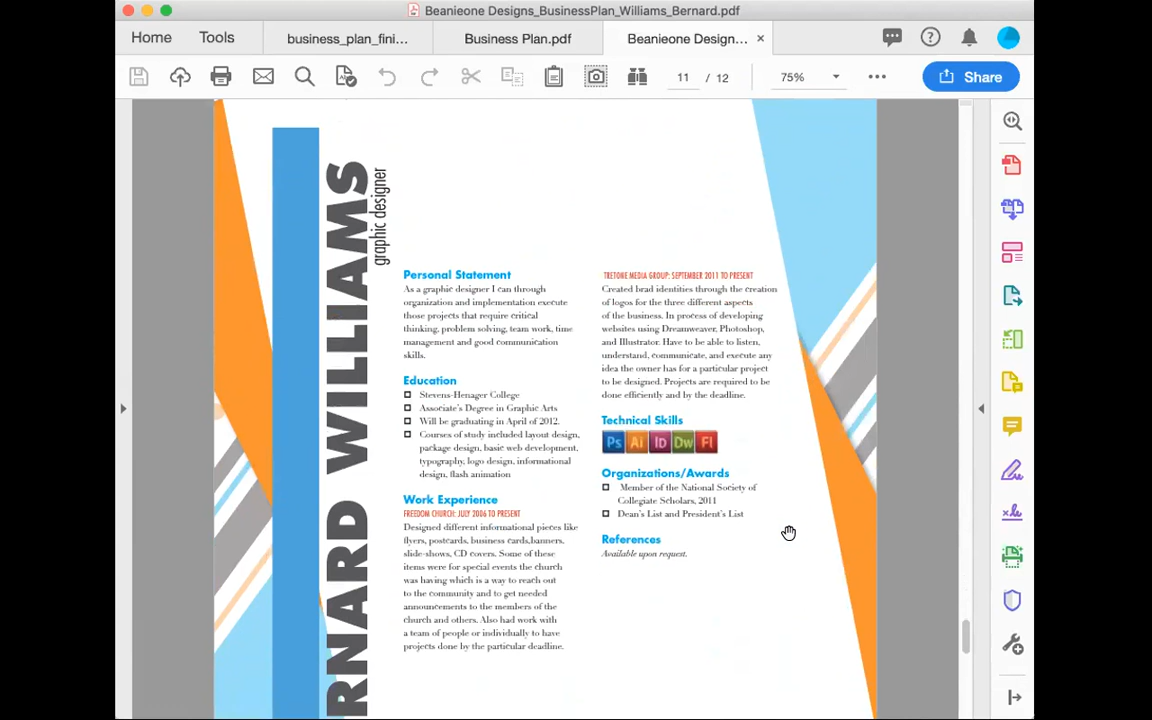 Beanieone Designs_BusinessPlan_Williams_Bernard.pdf
Home
Tools
business_plan_fini...
Business Plan.pdf
Beanieone Design...
11 / 12
75%
Share
RNARD WILLIAMS
graphic designer
Personal Statement
As a graphic designer I can through
organization and implementation execute
those projects that require critical
thinking, problem solving, team work, time
management and good communication
skills.
Education
Stevens-Henager College
Associate's Degree in Graphic Arts
Will be graduating in April of 2012.
Courses of study included layout design,
package design, basic web development,
typography, logo design, informational
design, flash animation
Work Experience
FREEDOM CHURCH: JULY 2006 TO PRESENT
Designed different informational pieces like
flyers, postcards, business cards,banners,
slide-shows, CD covers. Some of these
items were for special events the church
was having which is a way to reach out
to the community and to get needed
announcements to the members of the
church and others. Also had work with
a team of people or individually to have
projects done by the particular deadline.
TRETONE MEDIA GROUP: SEPTEMBER 2011 TO PRESENT
Created brad identities through the creation
of logos for the three different aspects
of the business. In process of developing
websites using Dreamweaver, Photoshop,
and Illustrator. Have to be able to listen,
understand, communicate, and execute any
idea the owner has for a particular project
to be designed. Projects are required to be
done efficiently and by the deadline.
Technical Skills
Ps Ai Id Dw Fl
Organizations/Awards
Member of the National Society of
Collegiate Scholars, 2011
Dean's List and President's List
References
Available upon request.